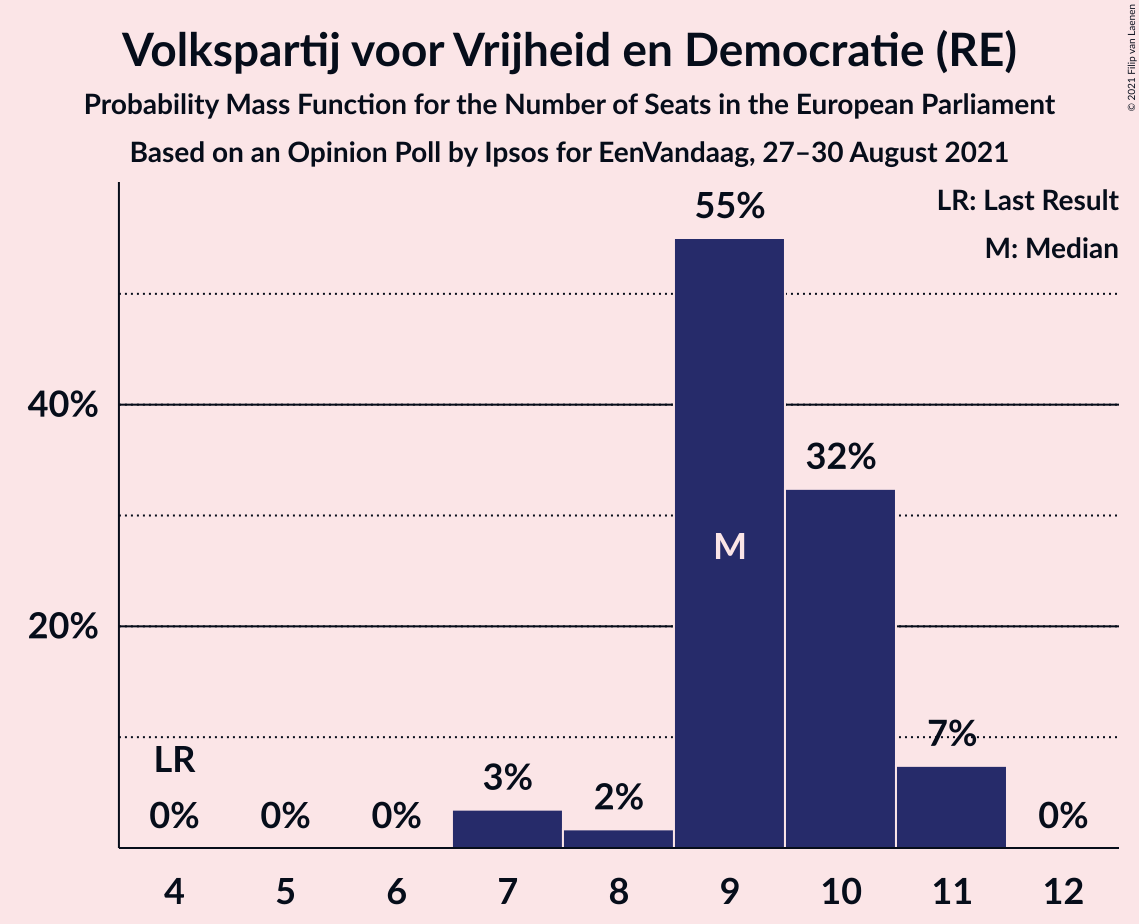 Volkspartij voor Vrijheid en Democratie (RE)
Probability Mass Function for the Number of Seats in the European Parliament
Based on an Opinion Poll by Ipsos for EenVandaag, 27–30 August 2021
© 2021 Filip van Laenen
LR: Last Result
M: Median
55%
40%
32%
M
20%
7%
LR
3%
2%
0%
0%
0%
0%
4 5 6 7 8 9 10 11 12